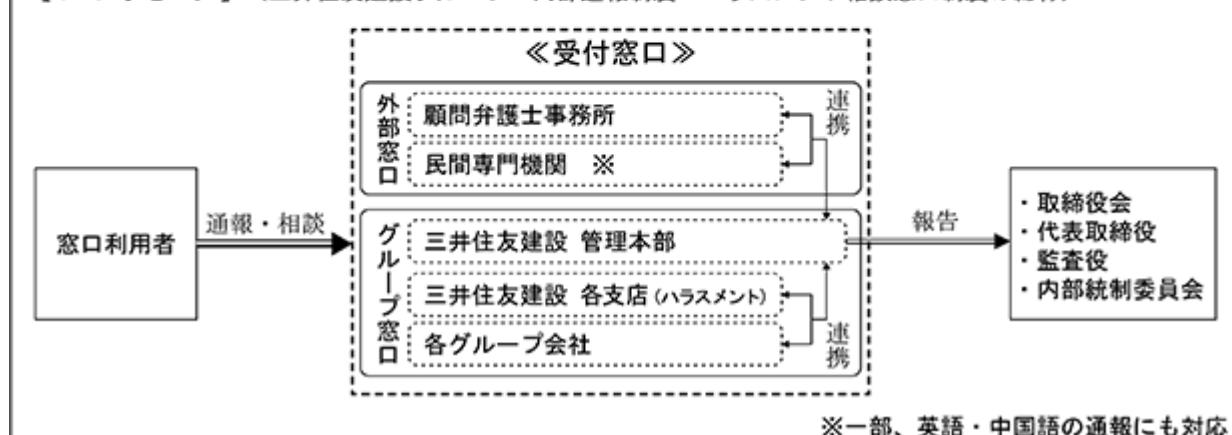 ≪受付窓口≫
外部窓口
顧問弁護士事務所
民間専門機関 ※
連携
窓口利用者
通報・相談
グループ窓口
三井住友建設 管理本部
三井住友建設 各支店(ハラスメント)
各グループ会社
連携
報告
・取締役会
・代表取締役
・監査役
・内部統制委員会
※一部、英語・中国語の通報にも対応